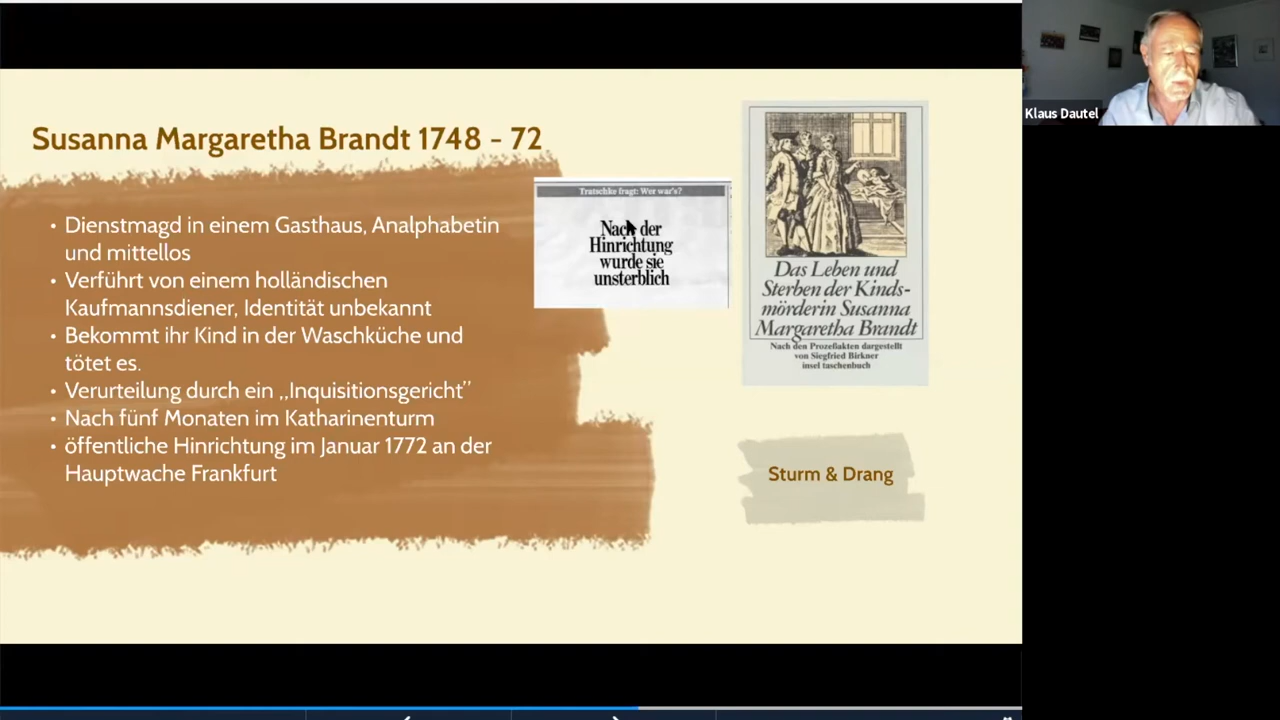 Susanna Margaretha Brandt 1748 - 72
• Dienstmagd in einem Gasthaus, Analphabetin
und mittellos
• Verführt von einem holländischen
Kaufmannsdiener, Identität unbekannt
• Bekommt ihr Kind in der Waschküche und
tötet es.
• Verurteilung durch ein ,,Inquisitionsgericht’’
• Nach fünf Monaten im Katharinenturm
• öffentliche Hinrichtung im Januar 1772 an der
Hauptwache Frankfurt
Tratschke fragt: Wer war's?
Nach der
Hinrichtung
wurde sie
unsterblich
Das Leben und
Sterben der Kinds-
mörderin Susanna
Margaretha Brandt
Nach den Prozeßakten dargestellt
von Siegfried Birkner
insel taschenbuch
Sturm & Drang
Klaus Dautel